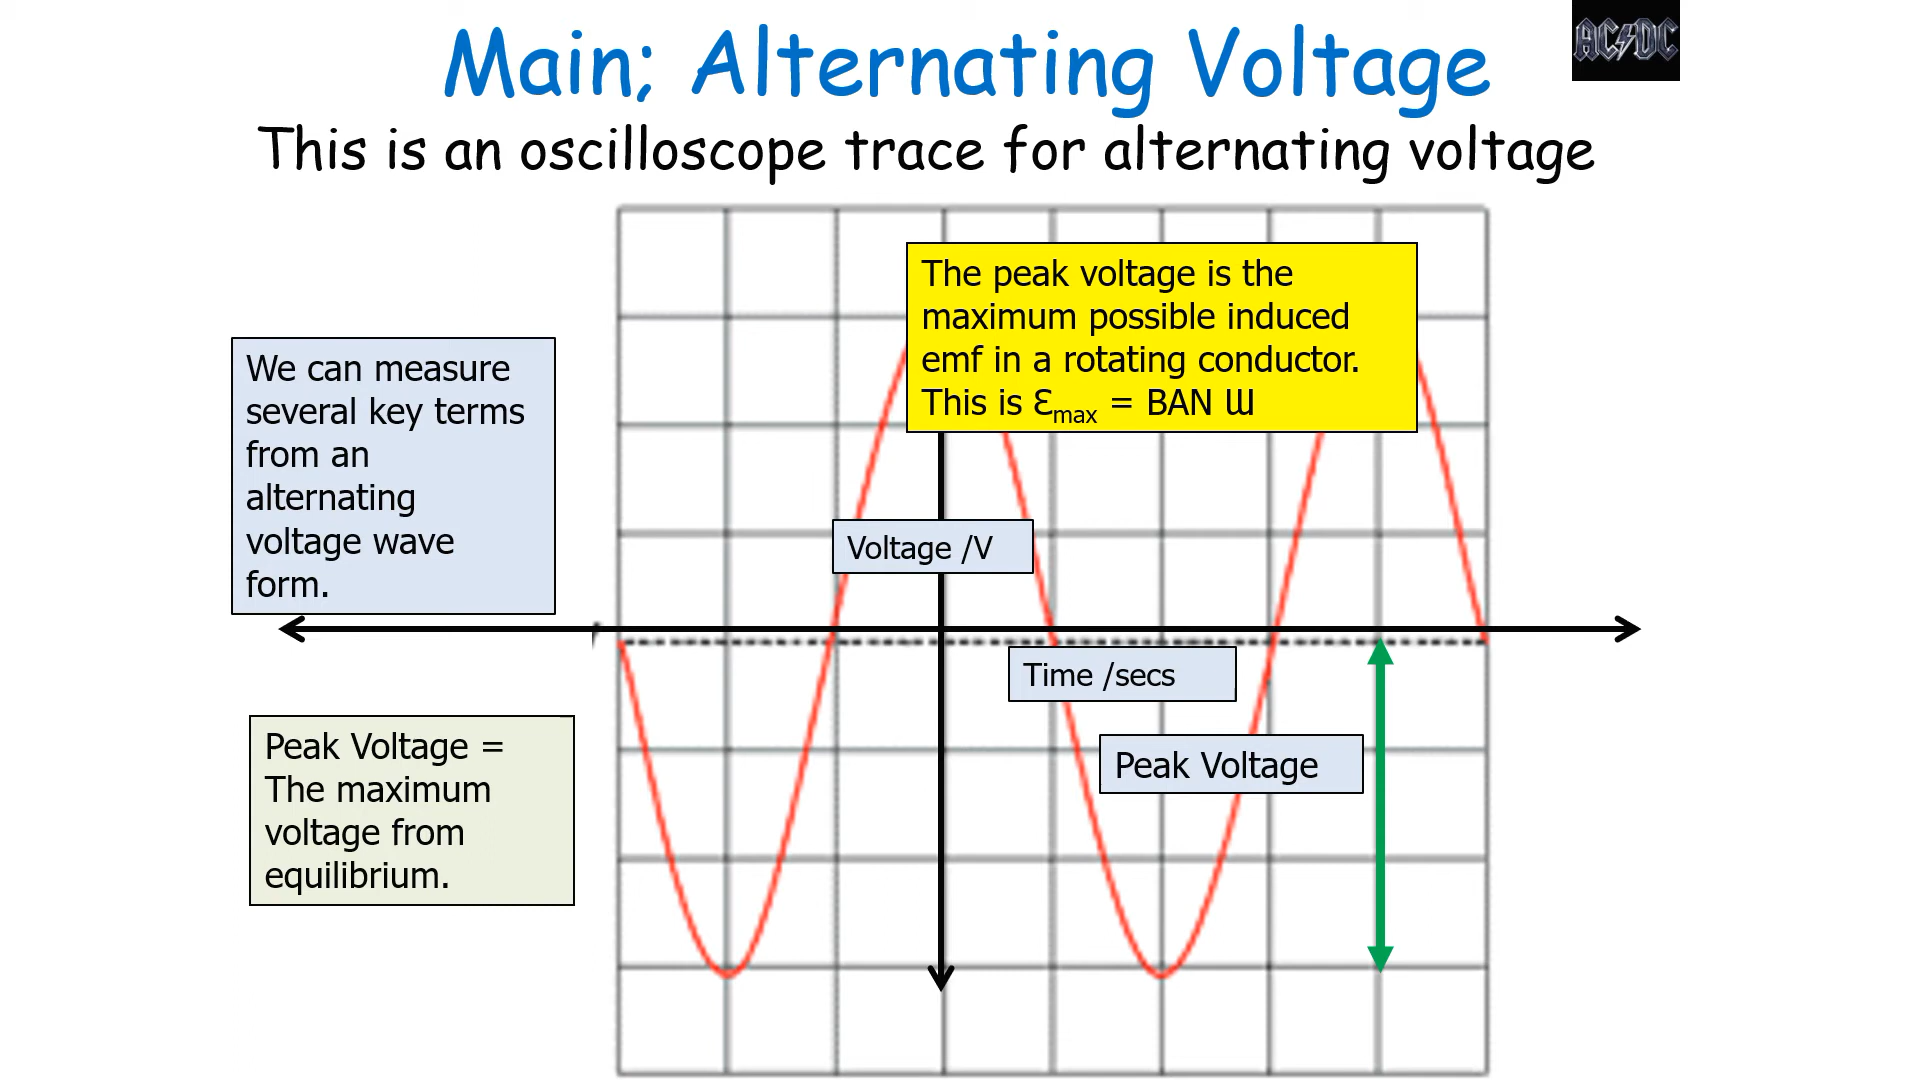 Main; Alternating Voltage
AC/DC
This is an oscilloscope trace for alternating voltage
The peak voltage is the
maximum possible induced
emf in a rotating conductor.
This is Ɛmax = BAN Ш
We can measure
several key terms
from an
alternating
voltage wave
form.
Voltage /V
Time /secs
Peak Voltage
Peak Voltage =
The maximum
voltage from
equilibrium.